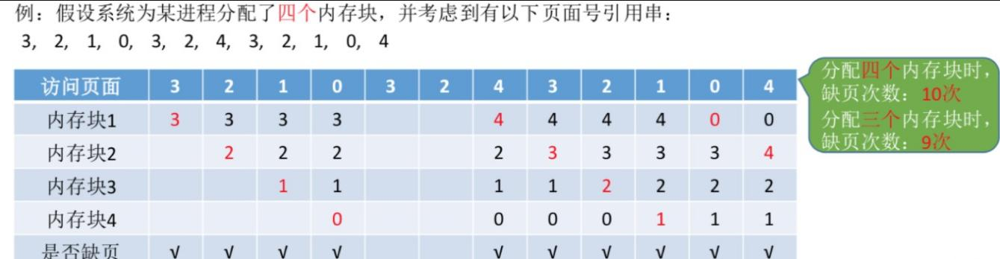 例：假设系统为某进程分配了四个内存块，并考虑到有以下页面号引用串：
3, 2, 1, 0, 3, 2, 4, 3, 2, 1, 0, 4
访问页面 3 2 1 0 3 2 4 3 2 1 0 4
内存块1 3 3 3 3 4 4 4 4 0 0
内存块2 2 2 2 2 3 3 3 3 4
内存块3 1 1 1 1 2 2 2 2
内存块4 0 0 0 0 1 1 1
是否缺页 √ √ √ √ √ √ √ √ √ √
分配四个内存块时，
缺页次数：10次
分配三个内存块时，
缺页次数：9次